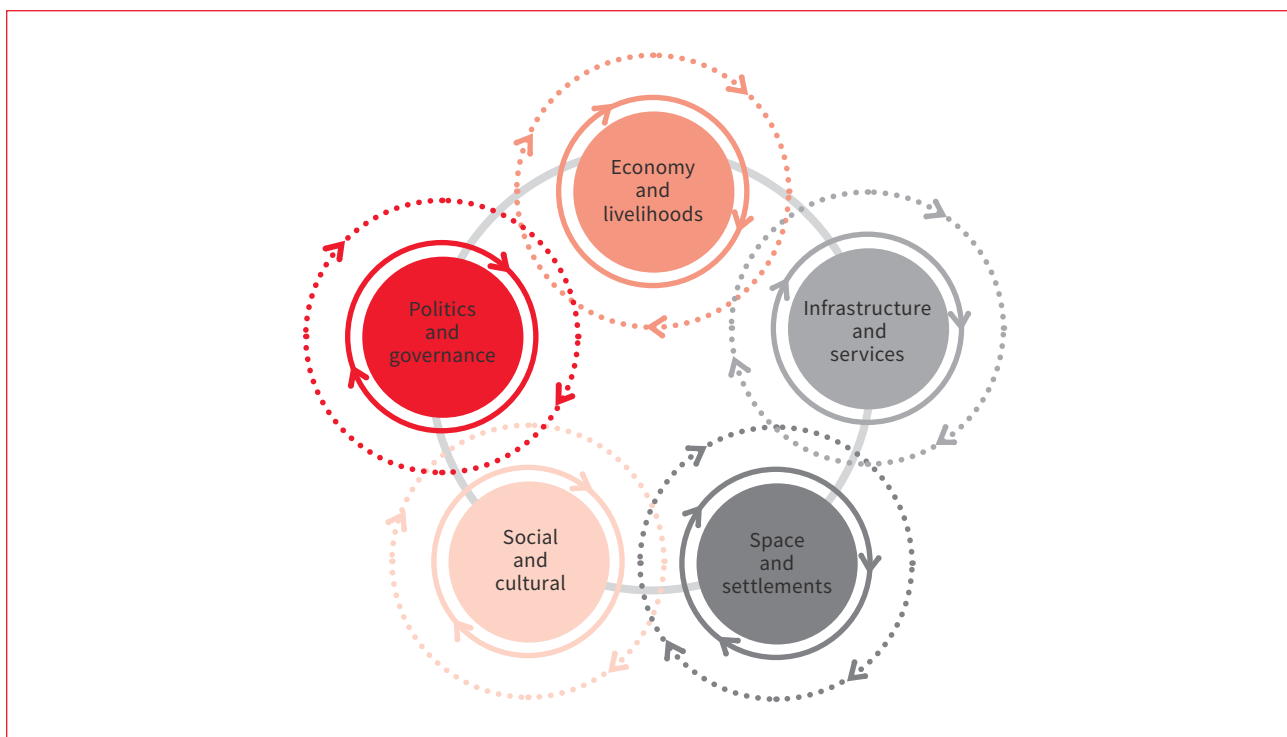 Economy
and
livelihoods
Infrastructure
and
services
Space
and
settlements
Social
and
cultural
Politics
and
governance